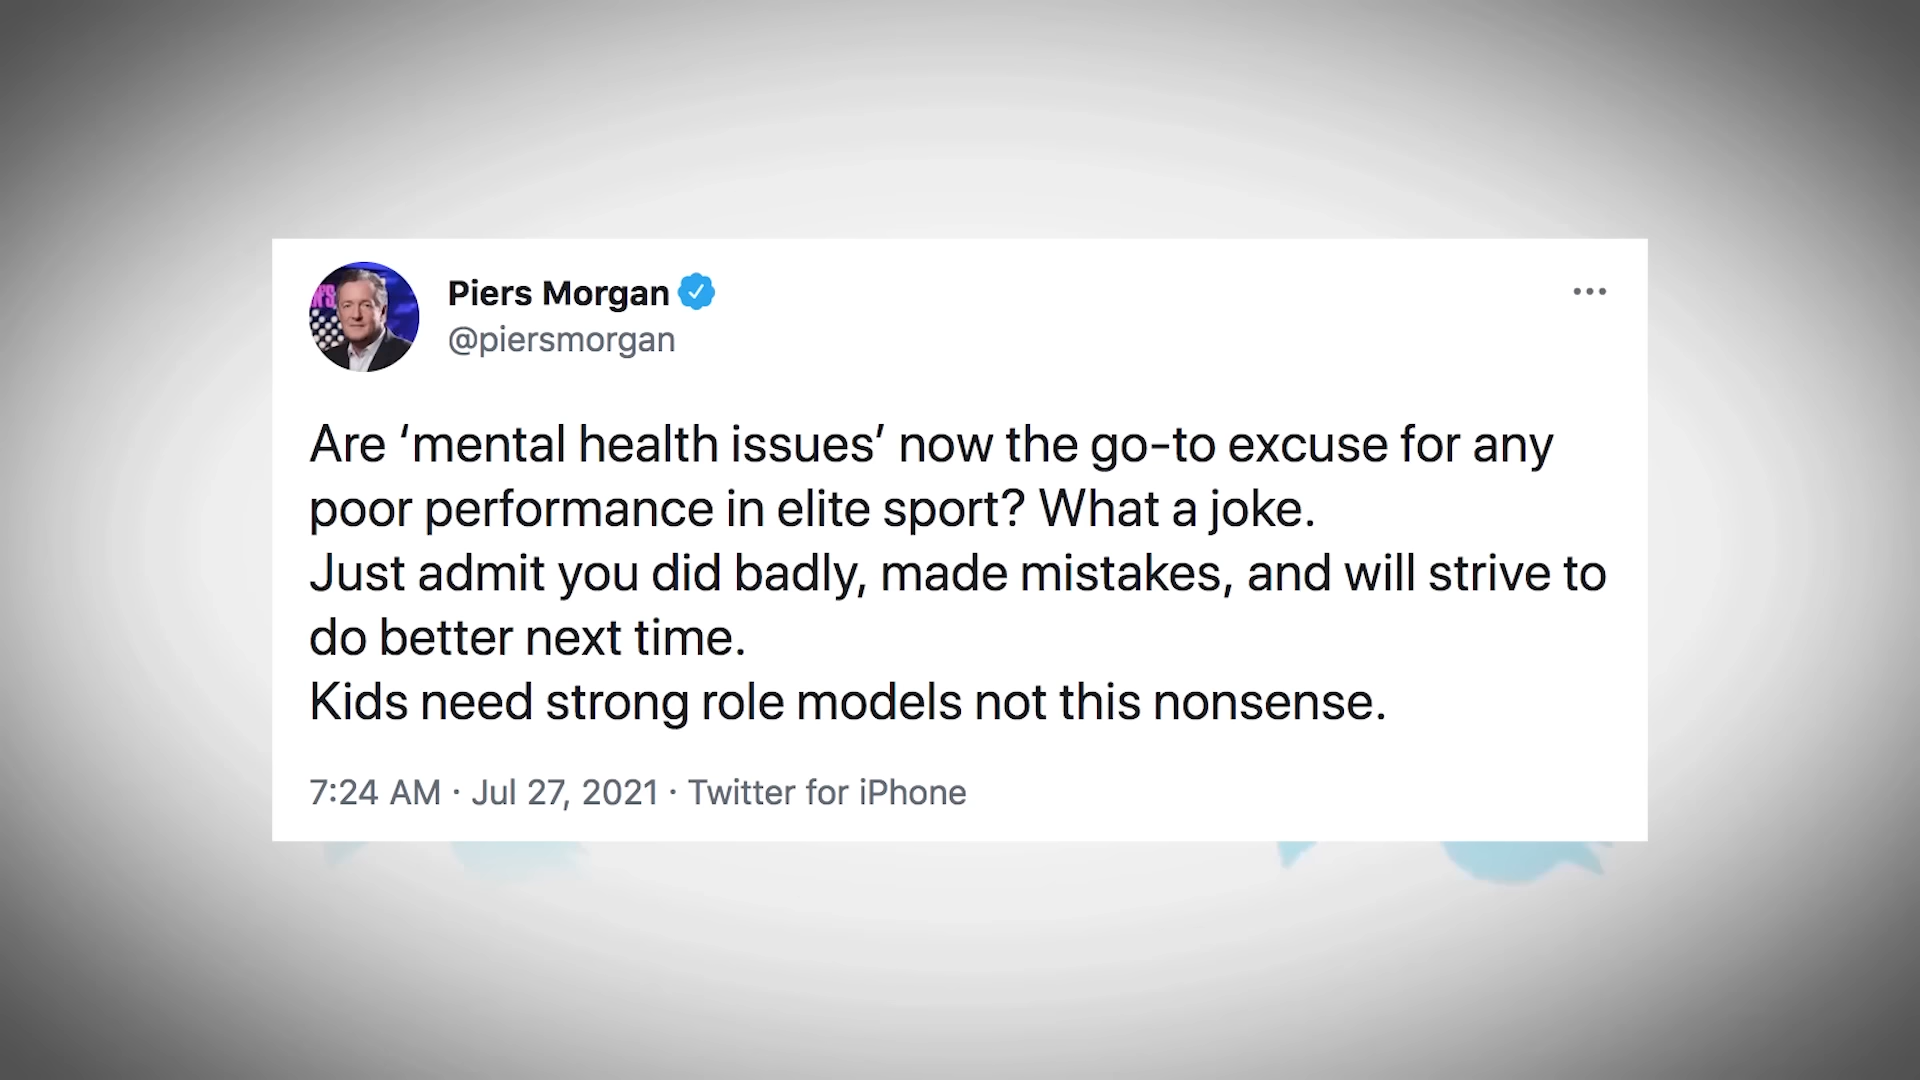 Piers Morgan
@piersmorgan
Are ‘mental health issues’ now the go-to excuse for any
poor performance in elite sport? What a joke.
Just admit you did badly, made mistakes, and will strive to
do better next time.
Kids need strong role models not this nonsense.
7:24 AM · Jul 27, 2021 · Twitter for iPhone